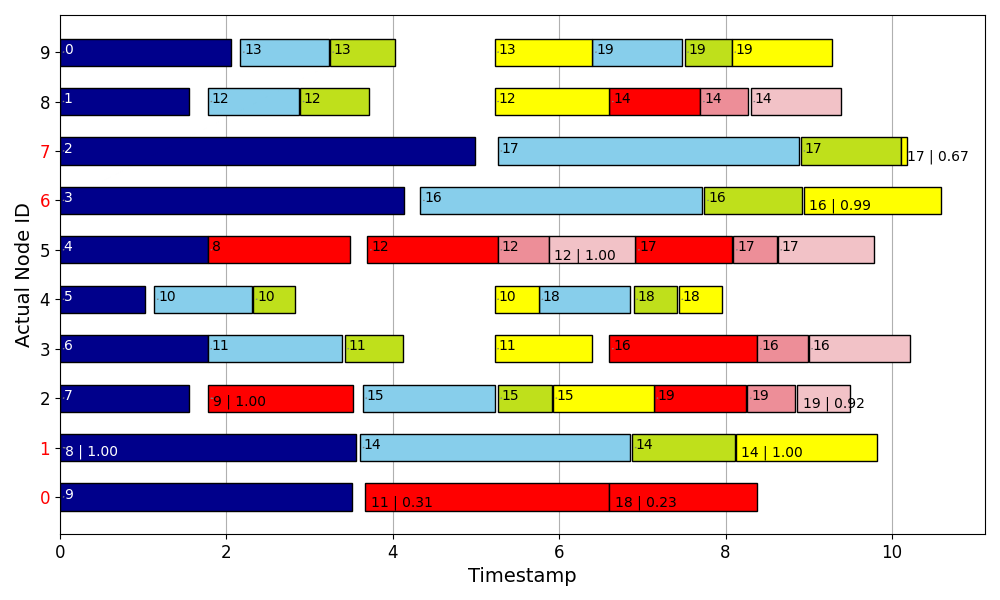 9 0 13 13 13 19 19 19
8 1 12 12 12 14 14 14
7 2 17 17 17 | 0.67
6 3 16 16 16 | 0.99
5 4 8 12 12 12 | 1.00 17 17 17
4 5 10 10 10 18 18 18
3 6 11 11 11 16 16 16
2 7 9 | 1.00 15 15 15 19 19 19 | 0.92
1 8 | 1.00 14 14 14 | 1.00
0 9 11 | 0.31 18 | 0.23
0 2 4 6 8 10
Timestamp
Actual Node ID